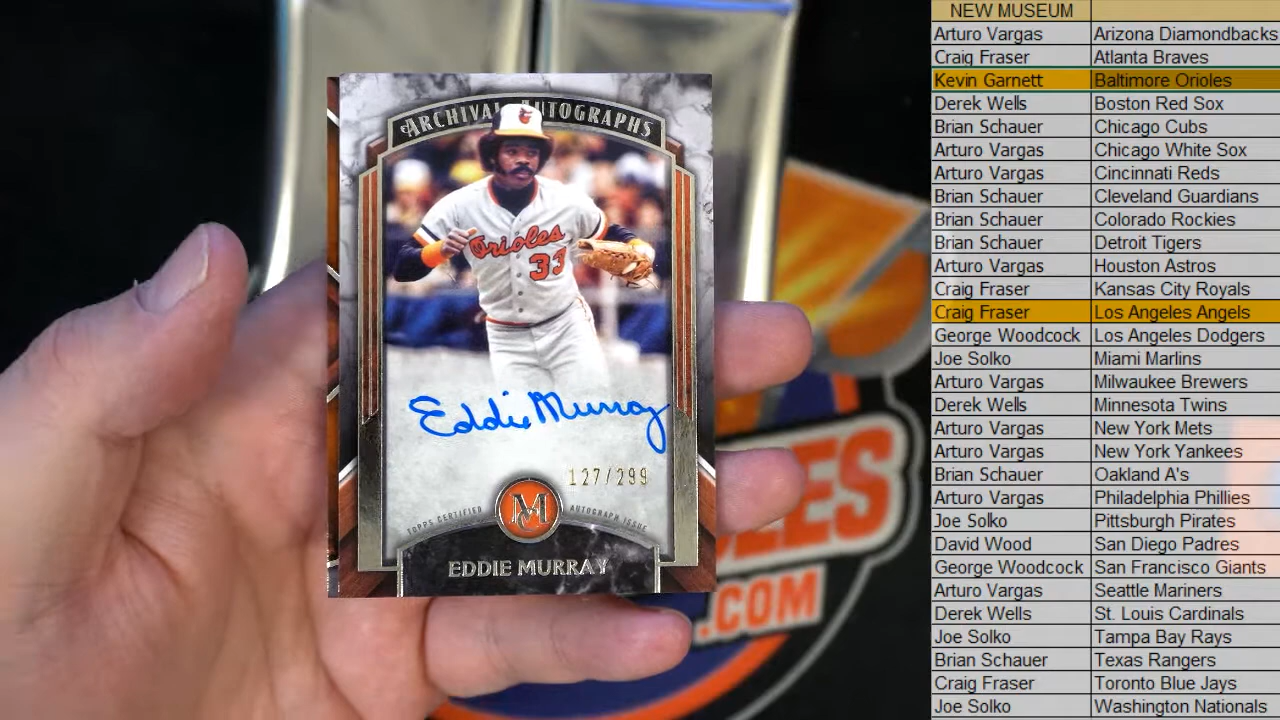 ARCHIVAL AUTOGRAPHS
Orioles
33
Eddie Murray
127/299
TOPPS CERTIFIED AUTOGRAPH ISSUE
M
EDDIE MURRAY
LES
.COM
NEW MUSEUM
Arturo Vargas Arizona Diamondbacks
Craig Fraser Atlanta Braves
Kevin Garnett Baltimore Orioles
Derek Wells Boston Red Sox
Brian Schauer Chicago Cubs
Arturo Vargas Chicago White Sox
Arturo Vargas Cincinnati Reds
Brian Schauer Cleveland Guardians
Brian Schauer Colorado Rockies
Brian Schauer Detroit Tigers
Arturo Vargas Houston Astros
Craig Fraser Kansas City Royals
Craig Fraser Los Angeles Angels
George Woodcock Los Angeles Dodgers
Joe Solko Miami Marlins
Arturo Vargas Milwaukee Brewers
Derek Wells Minnesota Twins
Arturo Vargas New York Mets
Arturo Vargas New York Yankees
Brian Schauer Oakland A's
Arturo Vargas Philadelphia Phillies
Joe Solko Pittsburgh Pirates
David Wood San Diego Padres
George Woodcock San Francisco Giants
Arturo Vargas Seattle Mariners
Derek Wells St. Louis Cardinals
Joe Solko Tampa Bay Rays
Brian Schauer Texas Rangers
Craig Fraser Toronto Blue Jays
Joe Solko Washington Nationals